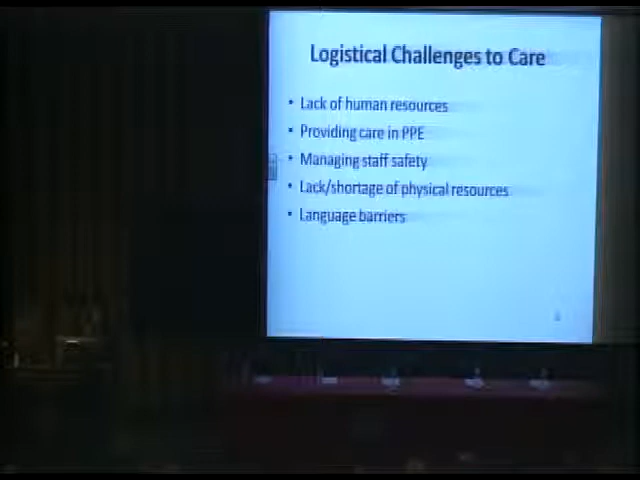 Logistical Challenges to Care
• Lack of human resources
• Providing care in PPE
• Managing staff safety
• Lack/shortage of physical resources
• Language barriers